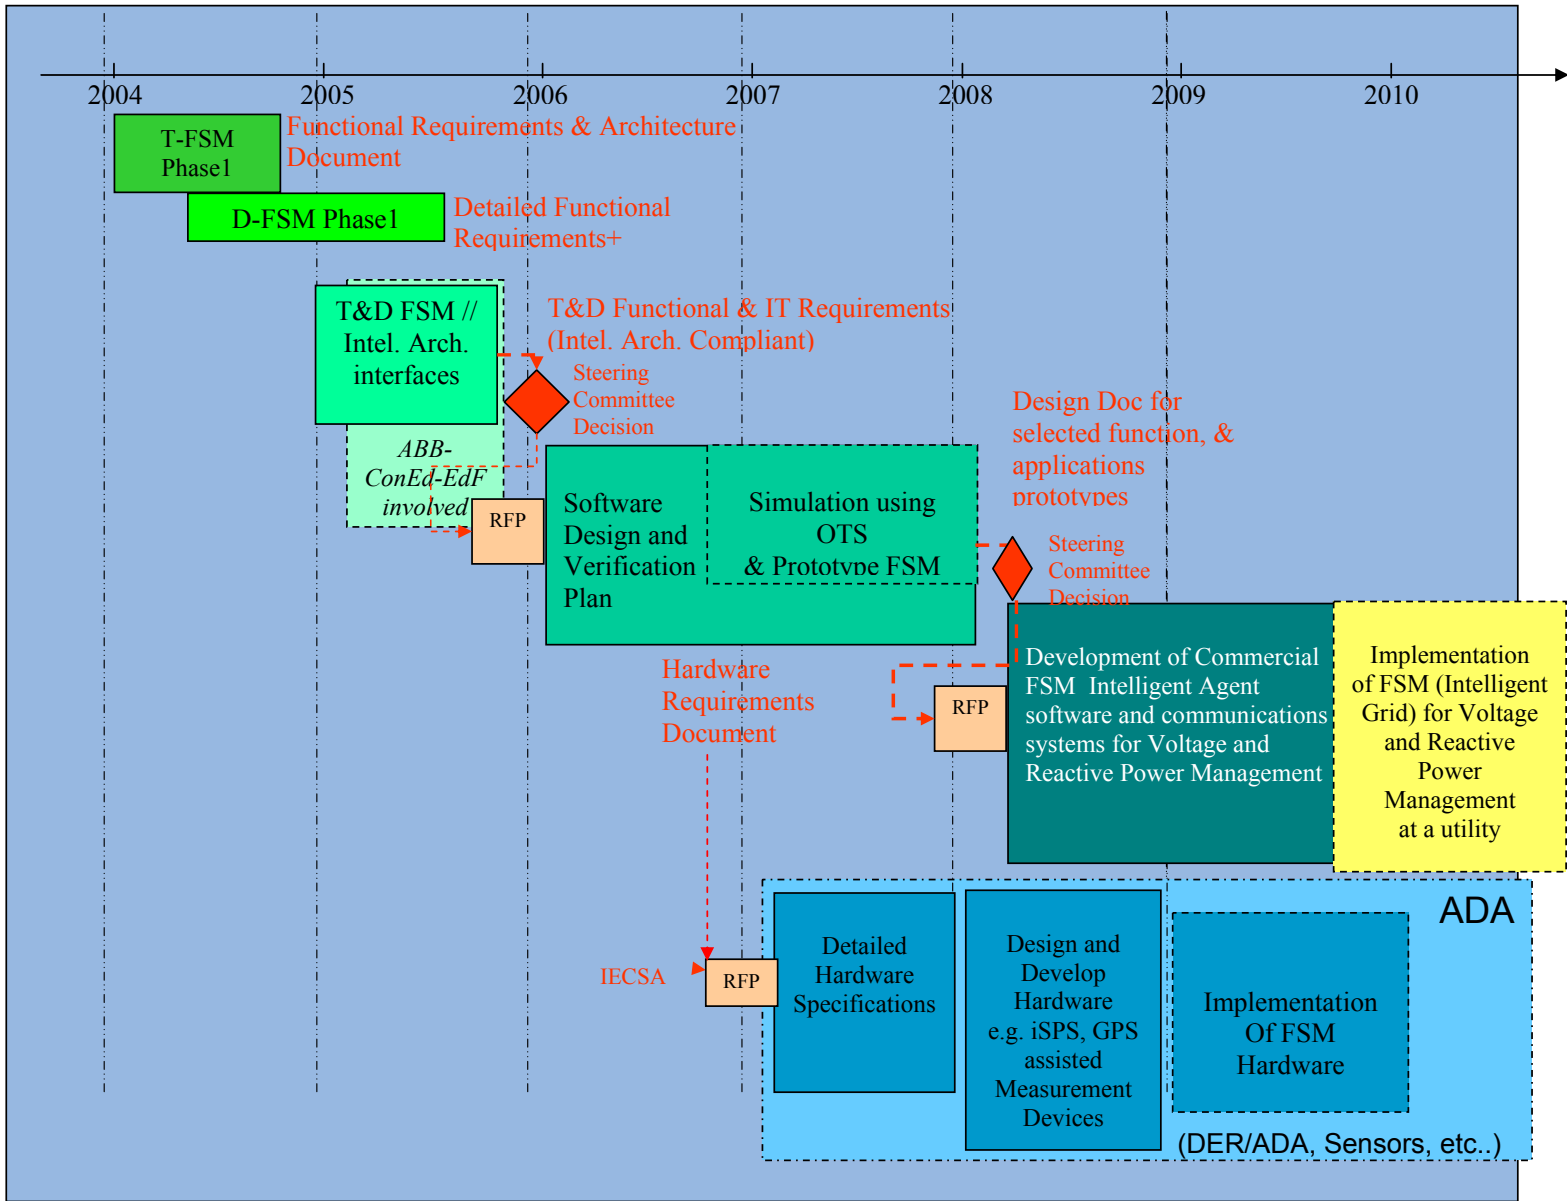 2004 2005 2006 2007 2008 2009 2010
T-FSM
Phase1
Functional Requirements & Architecture
Document
D-FSM Phase1
Detailed Functional
Requirements+
T&D FSM //
Intel. Arch.
interfaces
T&D Functional & IT Requirements
(Intel. Arch. Compliant)
Steering
Committee
Decision
ABB-
ConEd-EdF
involved
RFP
Software
Design and
Verification
Plan
Simulation using
OTS
& Prototype FSM
Design Doc for
selected function, &
applications
prototypes
Steering
Committee
Decision
Hardware
Requirements
Document
RFP
Development of Commercial
FSM Intelligent Agent
software and communications
systems for Voltage and
Reactive Power Management
Implementation
of FSM (Intelligent
Grid) for Voltage
and Reactive
Power
Management
at a utility
ADA
IECSA
RFP
Detailed
Hardware
Specifications
Design and
Develop
Hardware
e.g. iSPS, GPS
assisted
Measurement
Devices
Implementation
Of FSM
Hardware
(DER/ADA, Sensors, etc..)